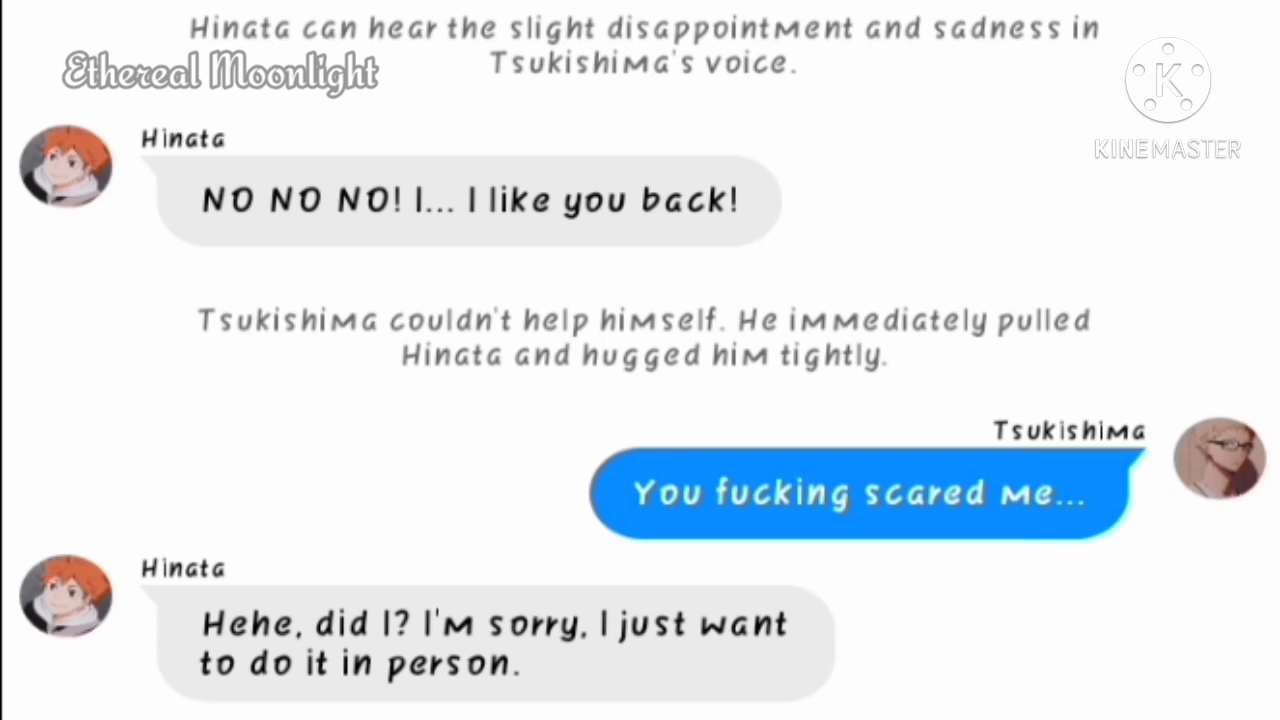 Hinata can hear the slight disappointment and sadness in
Tsukishima's voice.
Ethereal Moonlight
K
KINEMASTER
Hinata
NO NO NO! I... I like you back!
Tsukishima couldn't help himself. He immediately pulled
Hinata and hugged him tightly.
Tsukishima
You fucking scared me...
Hinata
Hehe, did I? I'm sorry, I just want
to do it in person.